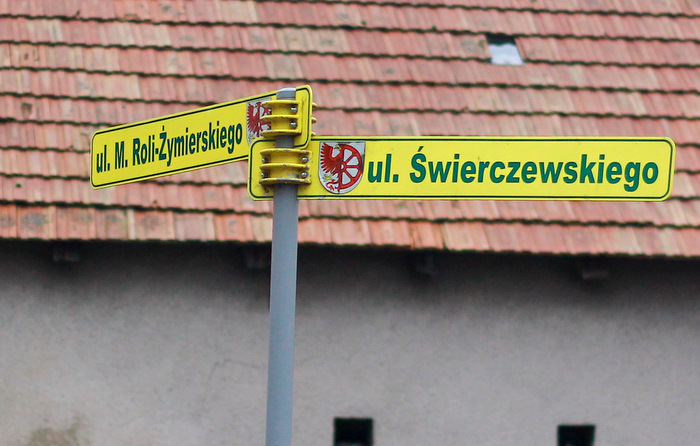 ul. M. Roli-Żymierskiego
ul. Świerczewskiego